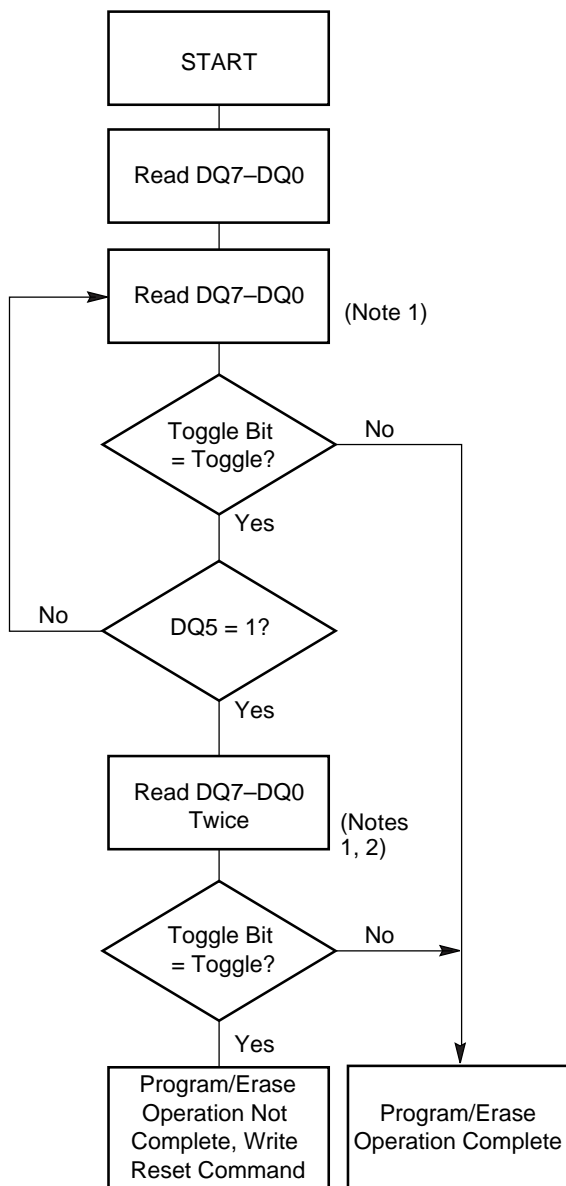 START
Read DQ7–DQ0
Read DQ7–DQ0
(Note 1)
Toggle Bit
= Toggle?
No
Yes
No
DQ5 = 1?
Yes
Read DQ7–DQ0
Twice
(Notes
1, 2)
Toggle Bit
= Toggle?
No
Yes
Program/Erase
Operation Not
Complete, Write
Reset Command
Program/Erase
Operation Complete